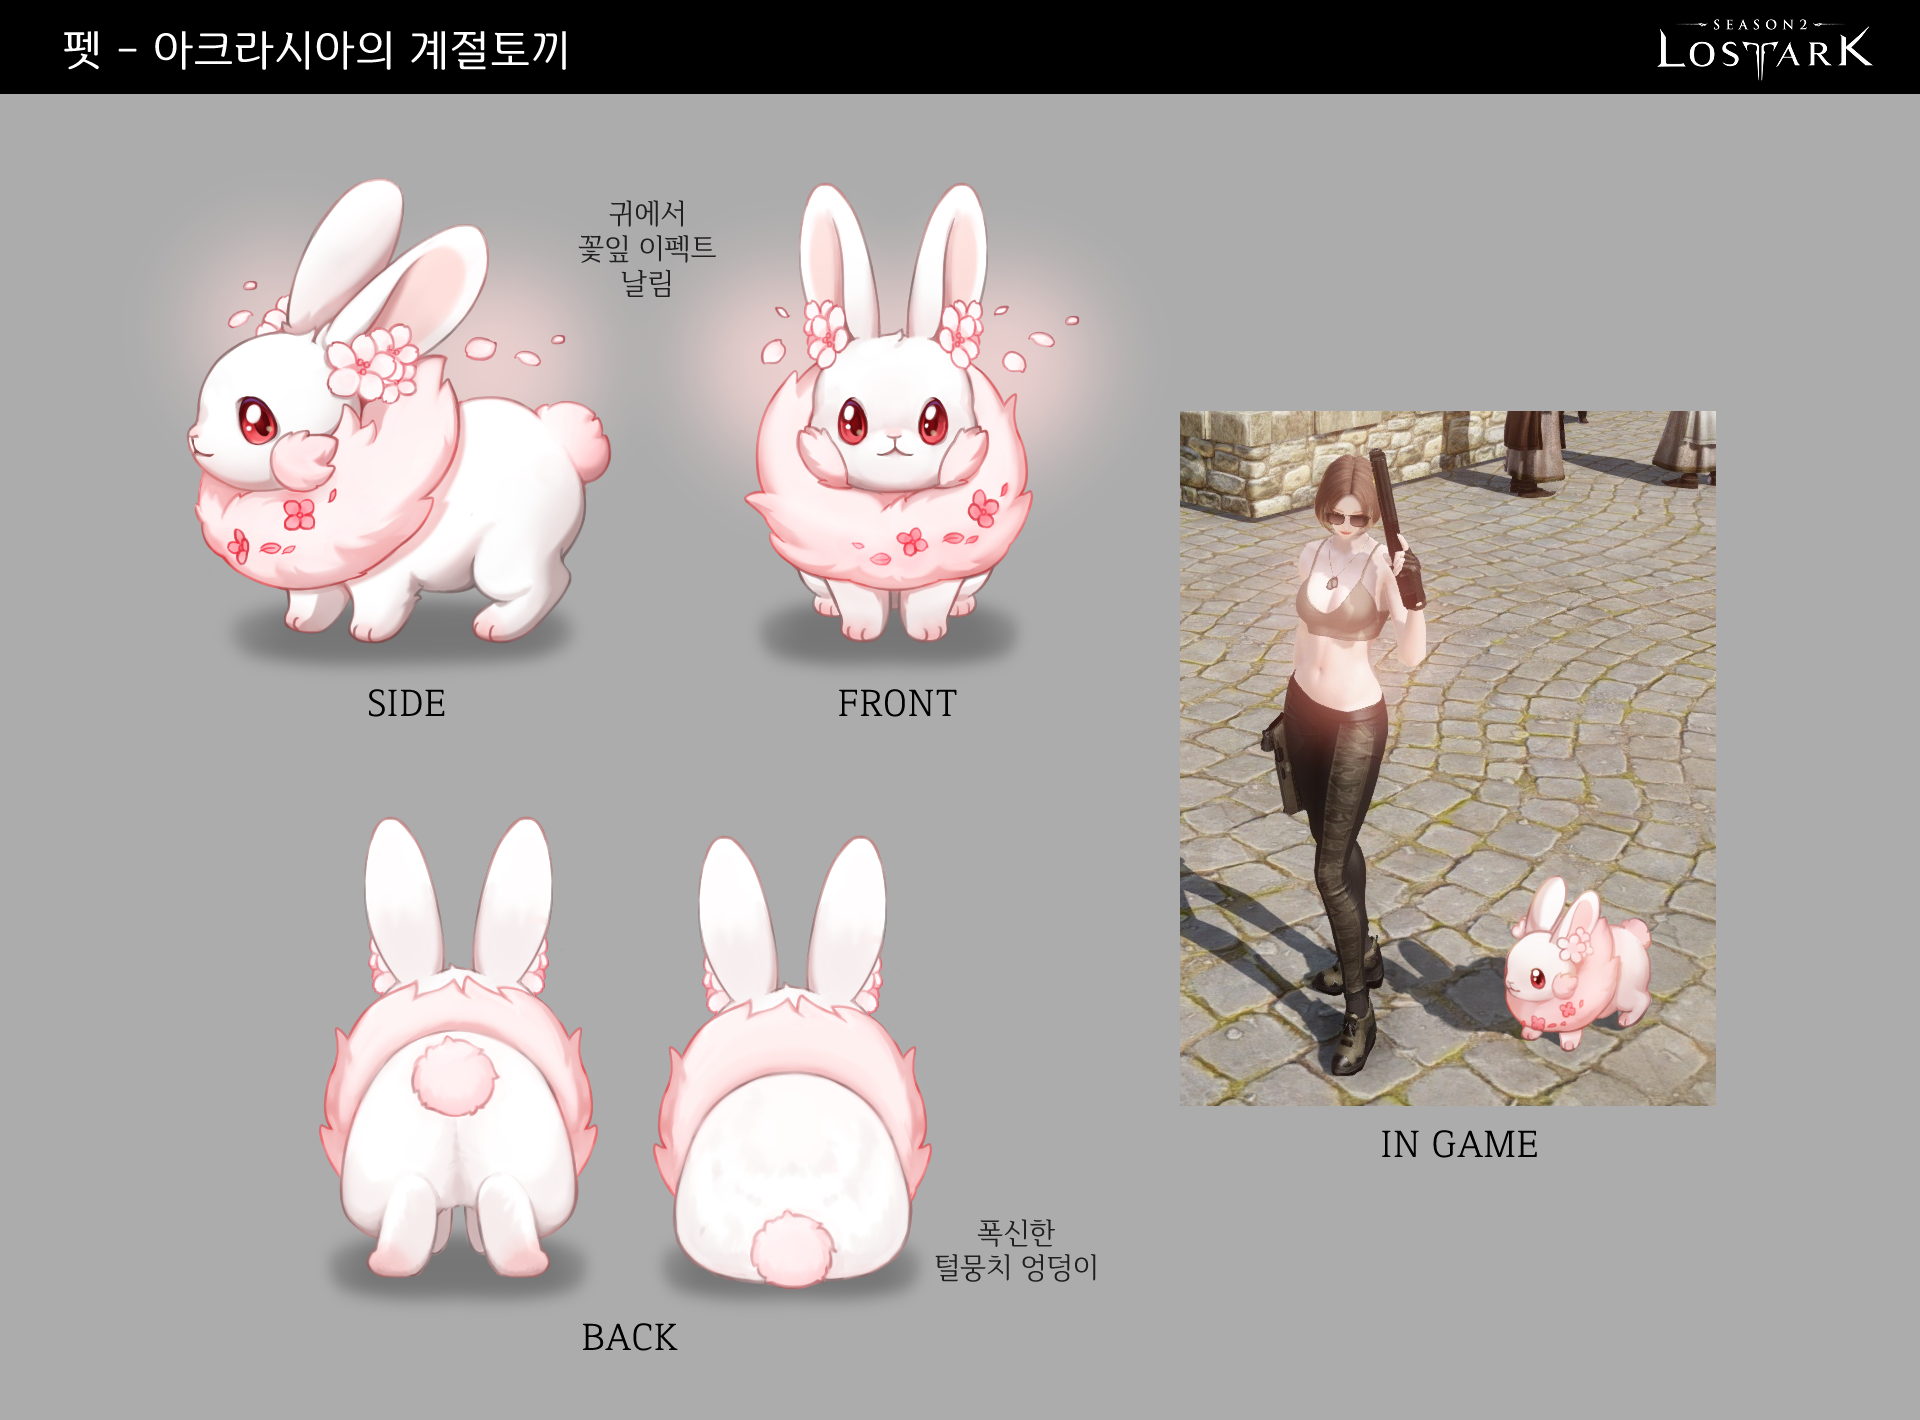 펫 - 아크라시아의 계절토끼
SEASON2
LOSTARK
귀에서
꽃잎 이펙트
날림
SIDE
FRONT
IN GAME
폭신한
털뭉치 엉덩이
BACK